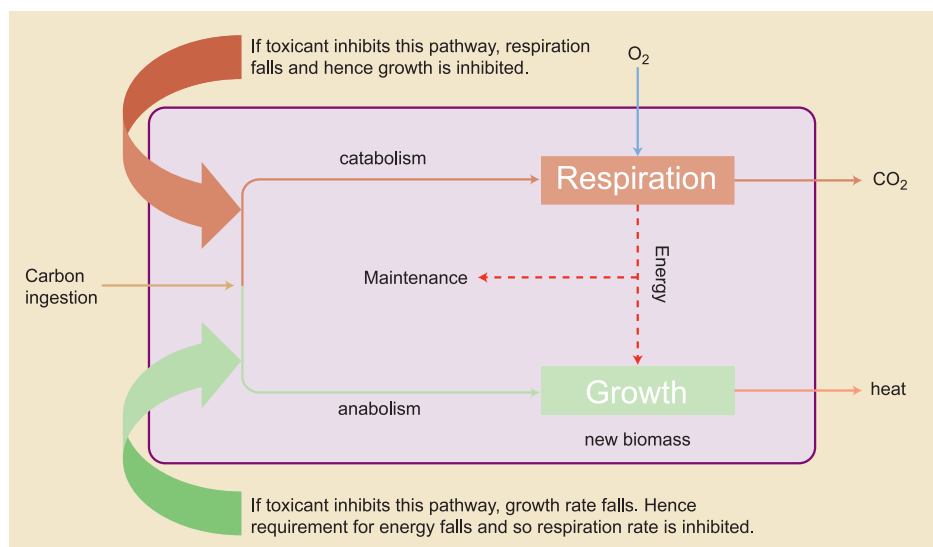 If toxicant inhibits this pathway, respiration
falls and hence growth is inhibited.
O₂
catabolism
Respiration
CO₂
Energy
Maintenance
Carbon
ingestion
Growth
heat
anabolism
new biomass
If toxicant inhibits this pathway, growth rate falls. Hence
requirement for energy falls and so respiration rate is inhibited.